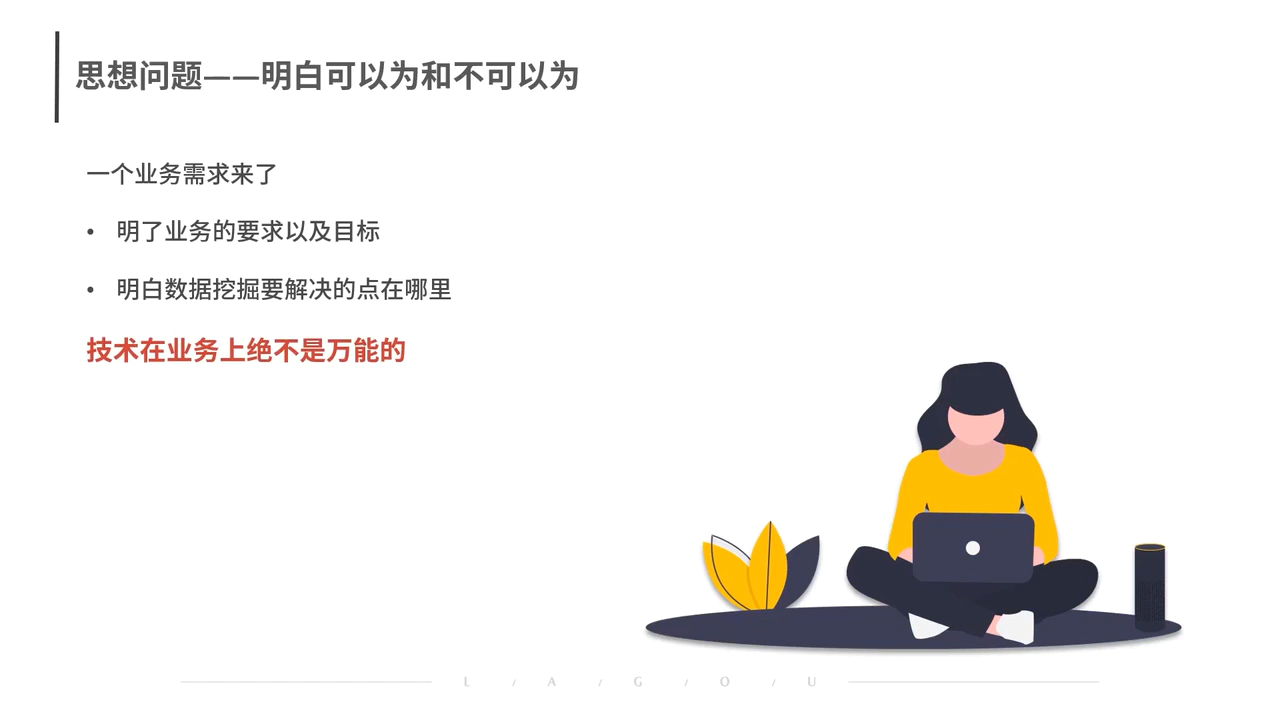 思想问题——明白可以为和不可以为
一个业务需求来了
• 明了业务的要求以及目标
• 明白数据挖掘要解决的点在哪里
技术在业务上绝不是万能的
L / A / G / O / U